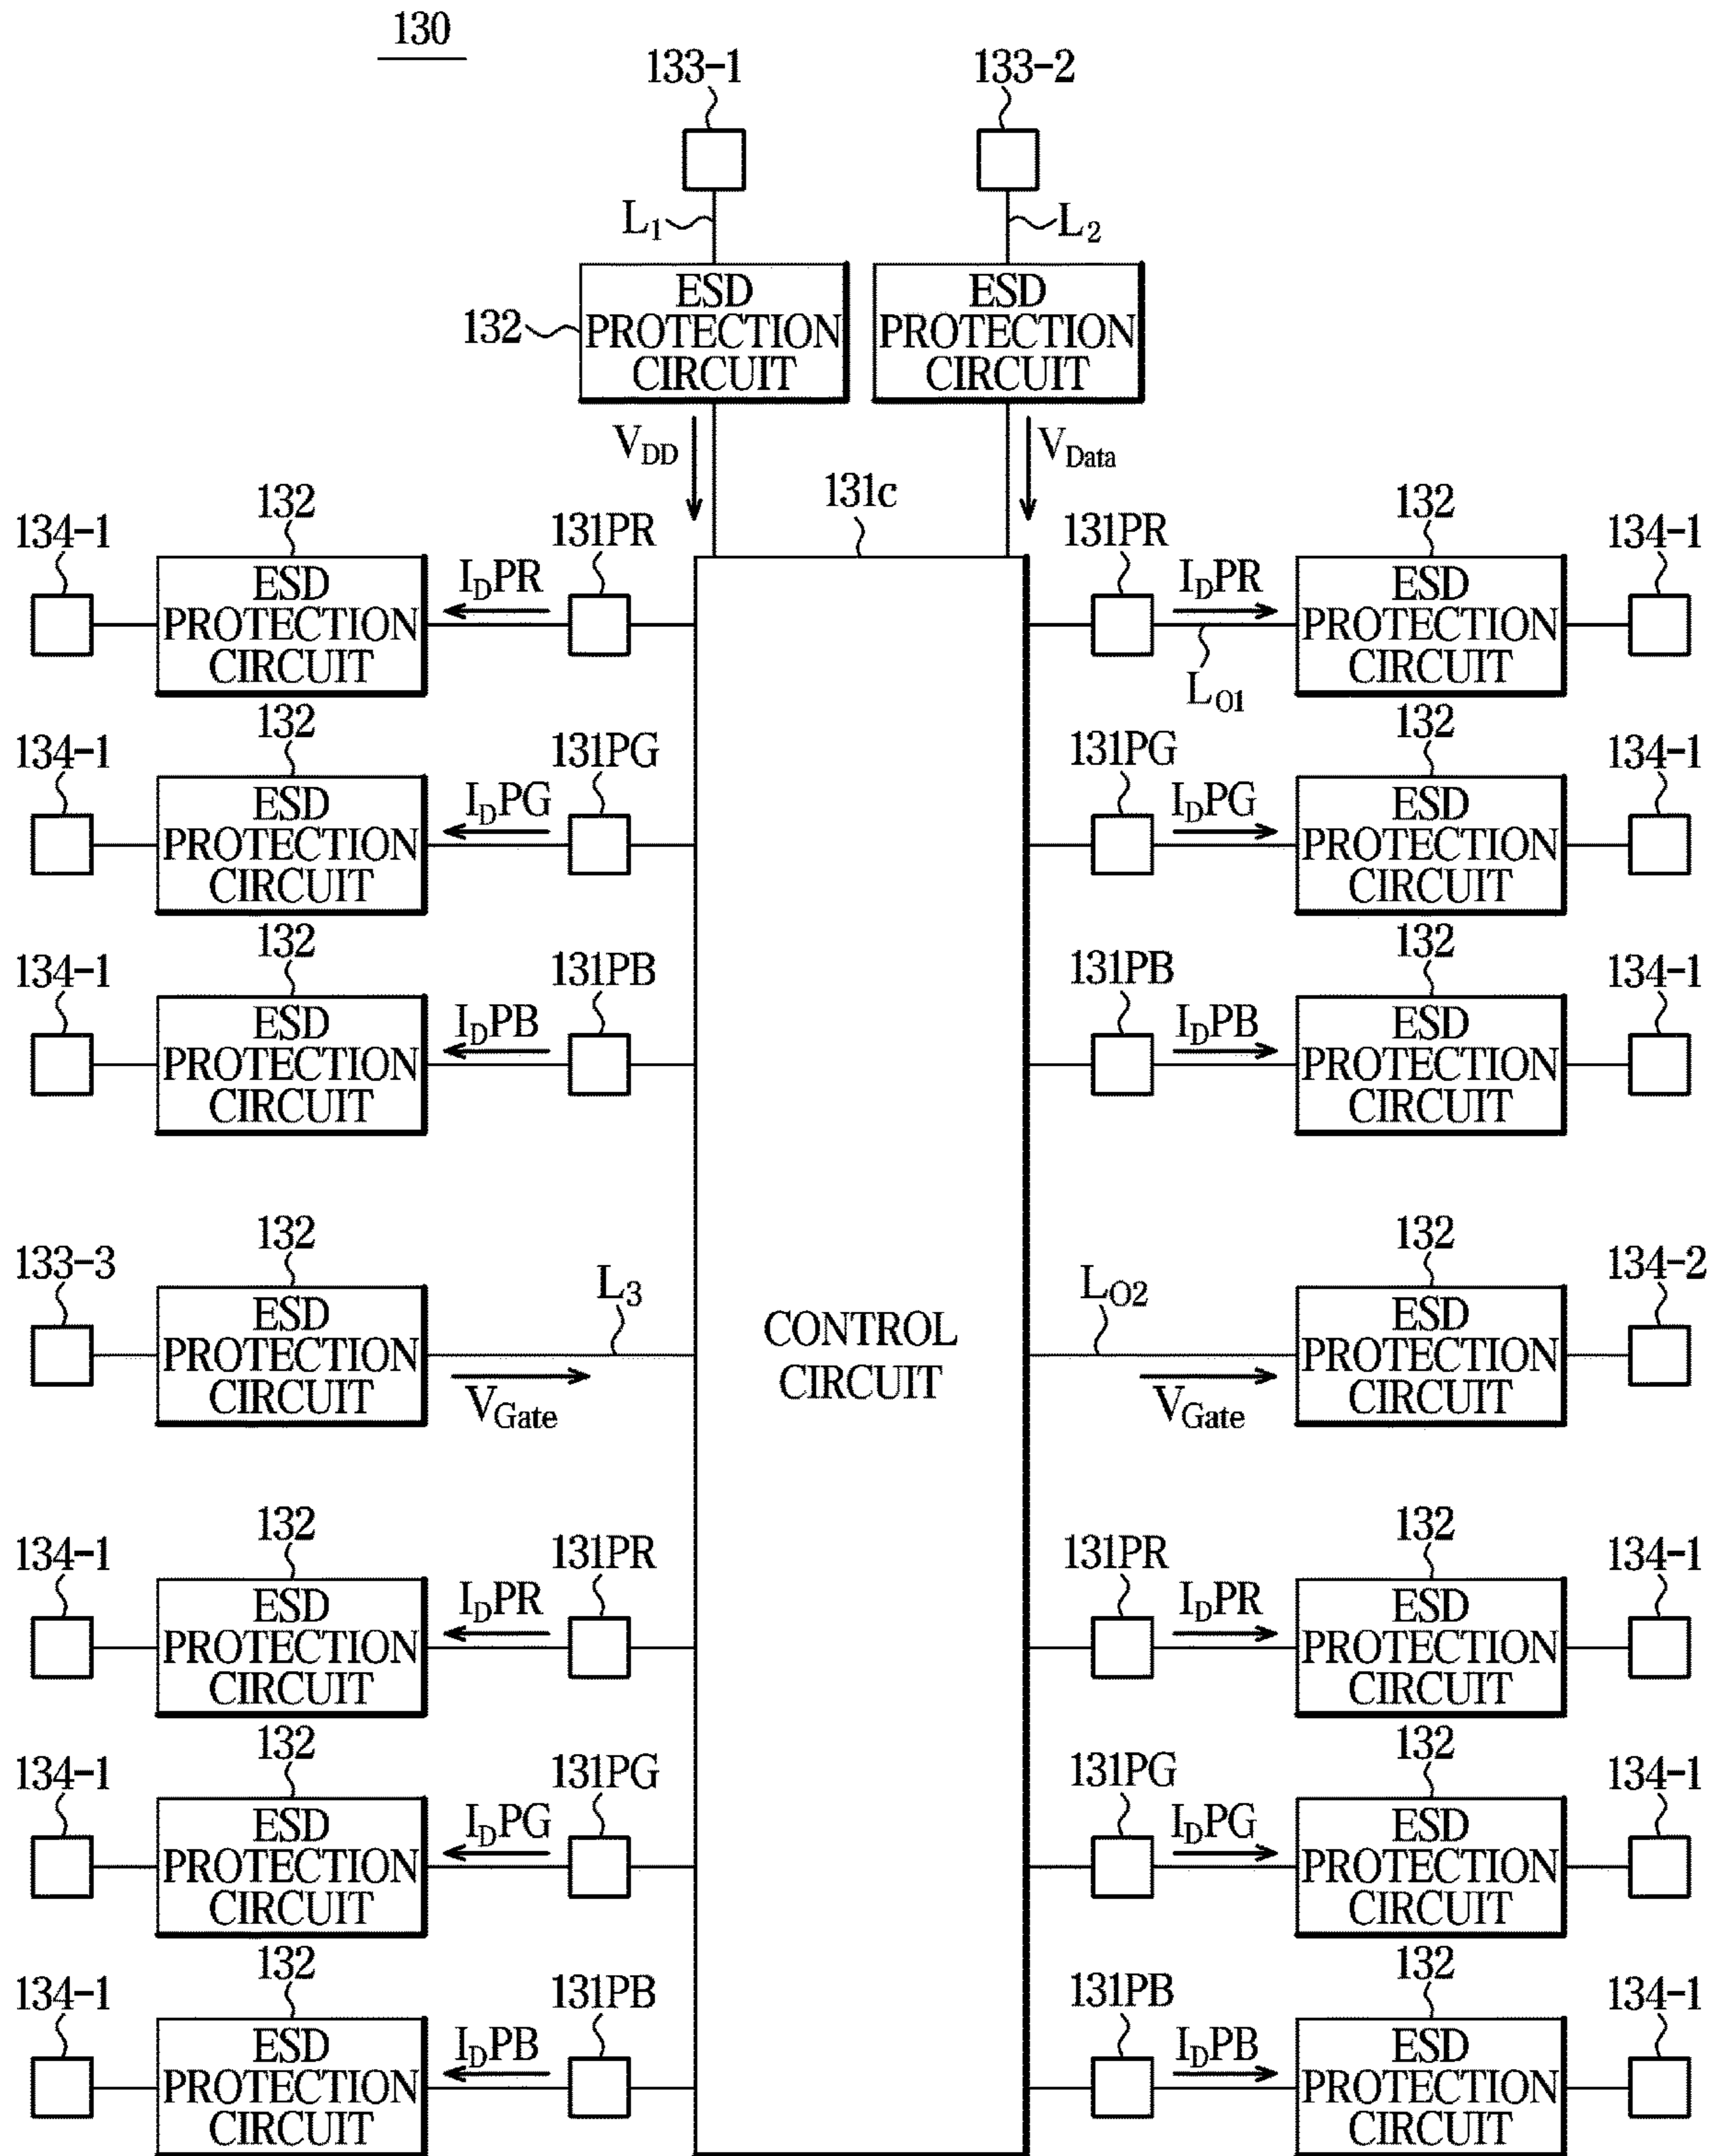 130
133-1 133-2
L1 L2
ESD ESD
132 PROTECTION PROTECTION
CIRCUIT CIRCUIT
VDD VData
131c
134-1 132 131PR 131PR 132 134-1
ESD IDPR IDPR ESD
PROTECTION PROTECTION
CIRCUIT LO1 CIRCUIT
134-1 132 131PG 131PG 132 134-1
ESD IDPG IDPG ESD
PROTECTION PROTECTION
CIRCUIT CIRCUIT
134-1 132 131PB 131PB 132 134-1
ESD IDPB IDPB ESD
PROTECTION PROTECTION
CIRCUIT CIRCUIT
133-3 132 L3 LO2 132 134-2
ESD CONTROL ESD
PROTECTION CIRCUIT PROTECTION
CIRCUIT VGate VGate CIRCUIT
134-1 132 131PR 131PR 132 134-1
ESD IDPR IDPR ESD
PROTECTION PROTECTION
CIRCUIT CIRCUIT
134-1 132 131PG 131PG 132 134-1
ESD IDPG IDPG ESD
PROTECTION PROTECTION
CIRCUIT CIRCUIT
134-1 132 131PB 131PB 132 134-1
ESD IDPB IDPB ESD
PROTECTION PROTECTION
CIRCUIT CIRCUIT